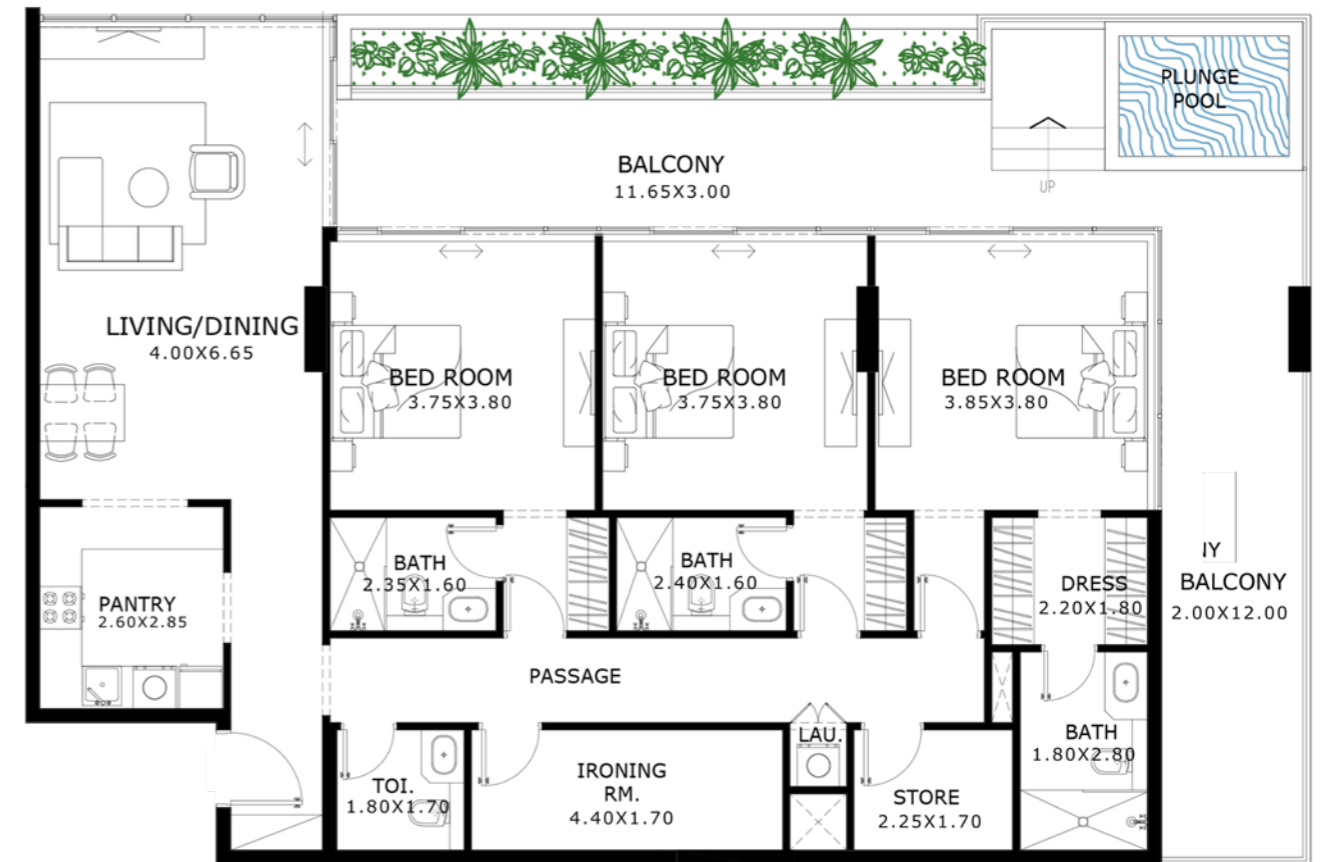 PLUNGE
POOL
BALCONY
11.65X3.00
UP
LIVING/DINING
4.00X6.65
BED ROOM
3.75X3.80
BED ROOM
3.75X3.80
BED ROOM
3.85X3.80
BATH
2.35X1.60
BATH
2.40X1.60
DRESS
2.20X1.80
NY
BALCONY
2.00X12.00
PANTRY
2.60X2.85
PASSAGE
LAU.
BATH
1.80X2.80
TOI.
1.80X1.70
IRONING
RM.
4.40X1.70
STORE
2.25X1.70